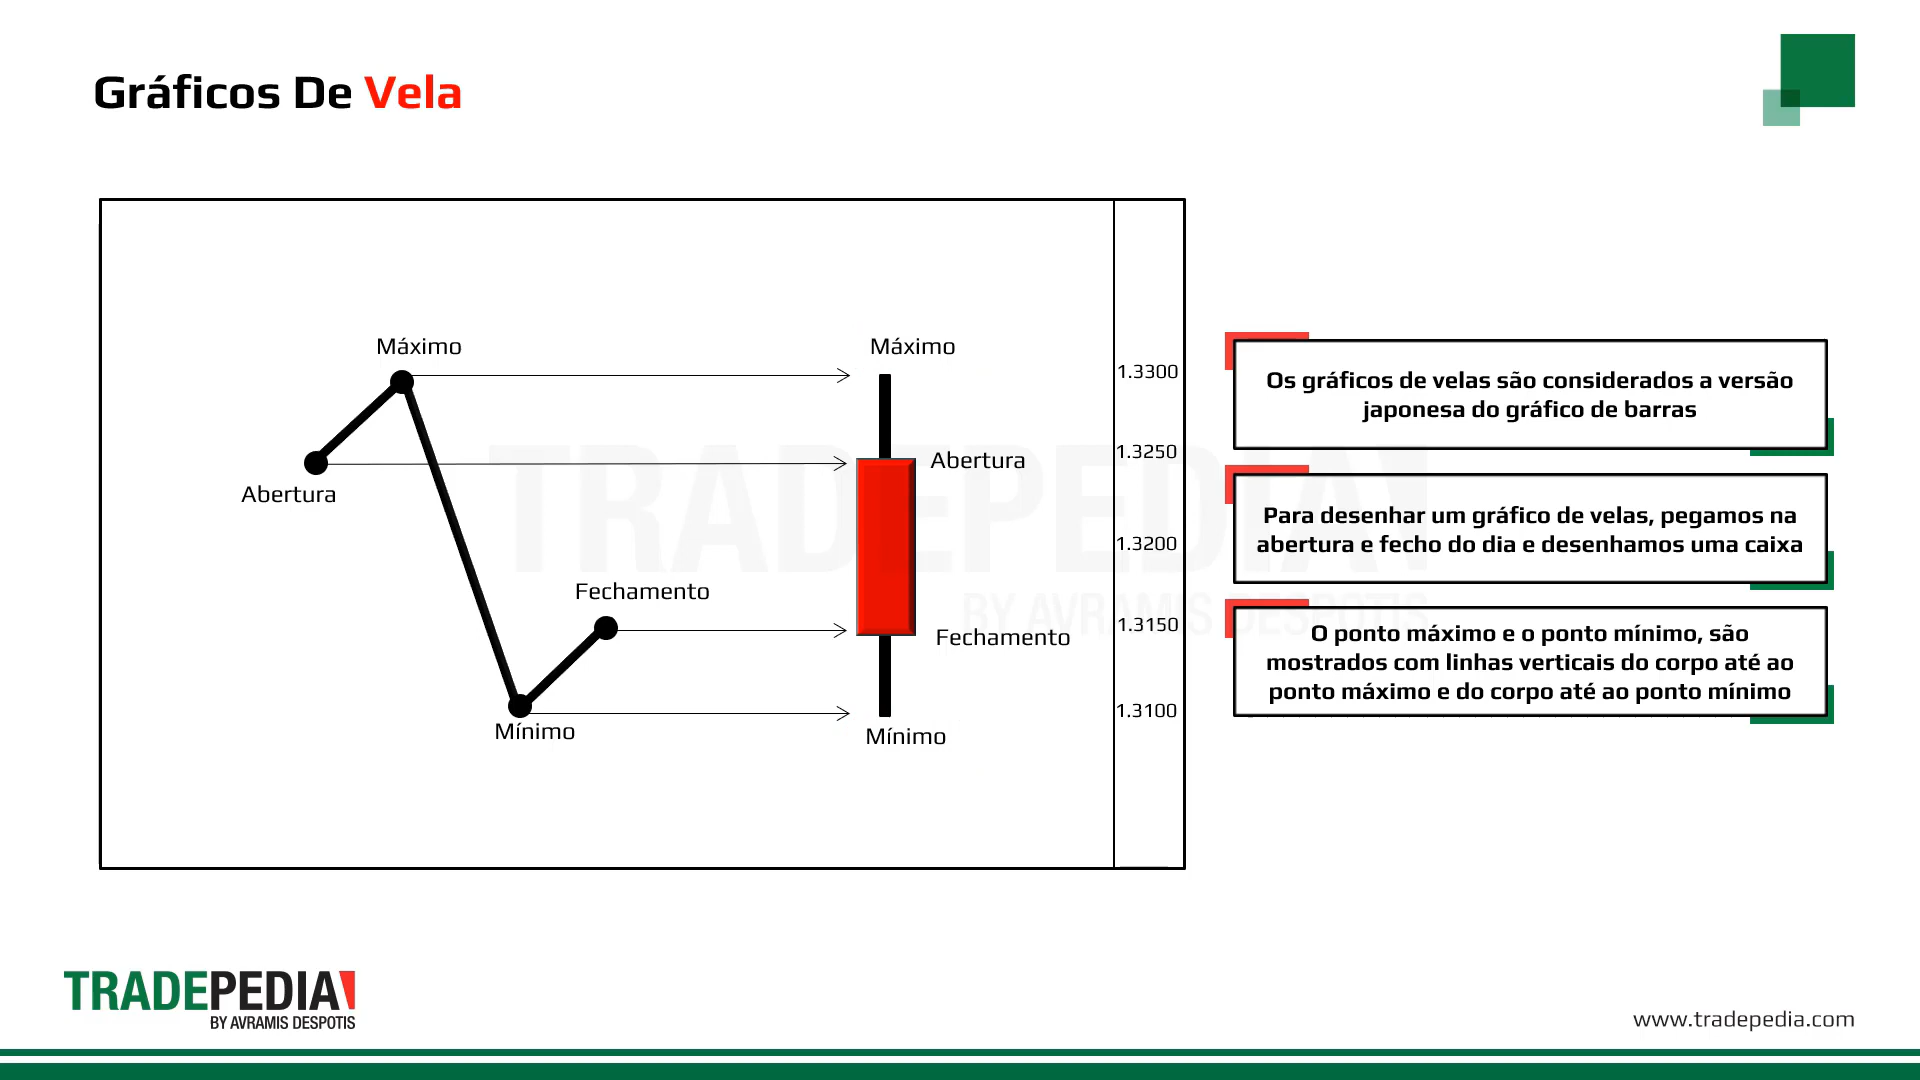 Gráficos De Vela
Máximo
Abertura
Fechamento
Mínimo
Máximo
Abertura
Fechamento
Mínimo
1.3300
1.3250
1.3200
1.3150
1.3100
TRADEPEDIA
BY AVRAMIS DESPOTIS
Os gráficos de velas são considerados a versão
japonesa do gráfico de barras
Para desenhar um gráfico de velas, pegamos na
abertura e fecho do dia e desenhamos uma caixa
O ponto máximo e o ponto mínimo, são
mostrados com linhas verticais do corpo até ao
ponto máximo e do corpo até ao ponto mínimo
TRADEPEDIA
BY AVRAMIS DESPOTIS
www.tradepedia.com